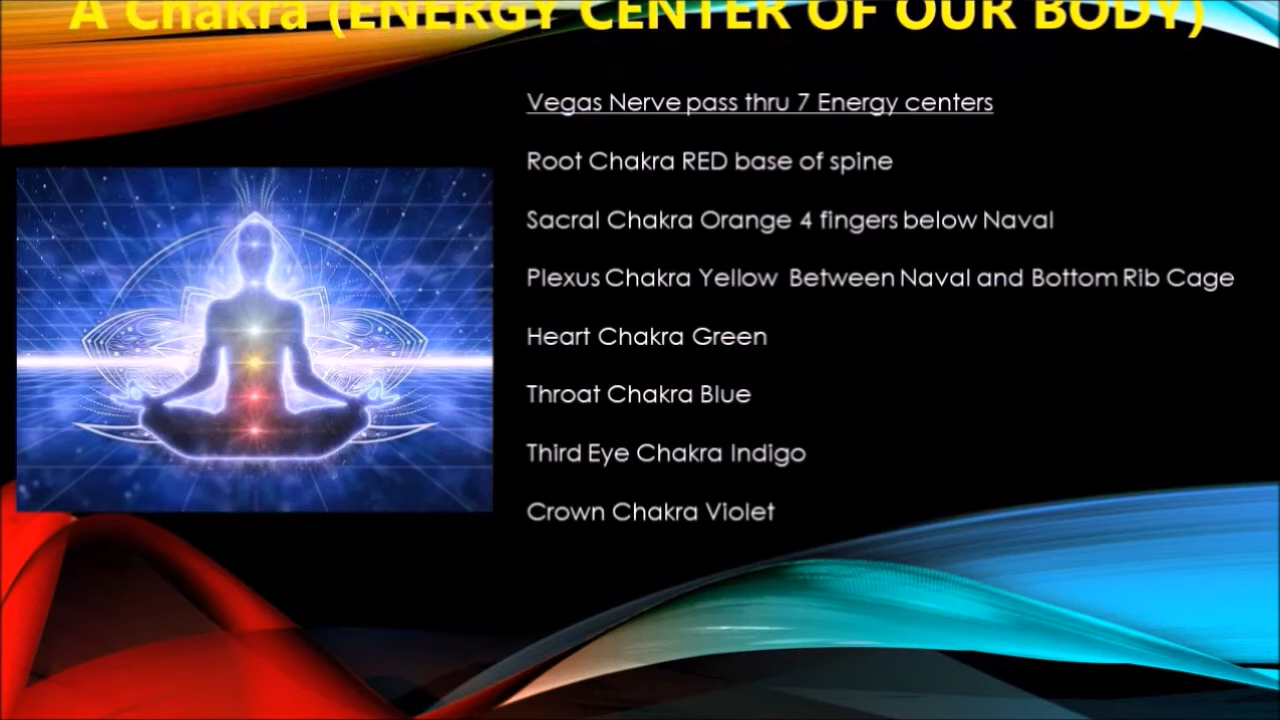 A Chakra (ENERGY CENTER OF OUR BODY)
Vegas Nerve pass thru 7 Energy centers
Root Chakra RED base of spine
Sacral Chakra Orange 4 fingers below Naval
Plexus Chakra Yellow Between Naval and Bottom Rib Cage
Heart Chakra Green
Throat Chakra Blue
Third Eye Chakra Indigo
Crown Chakra Violet